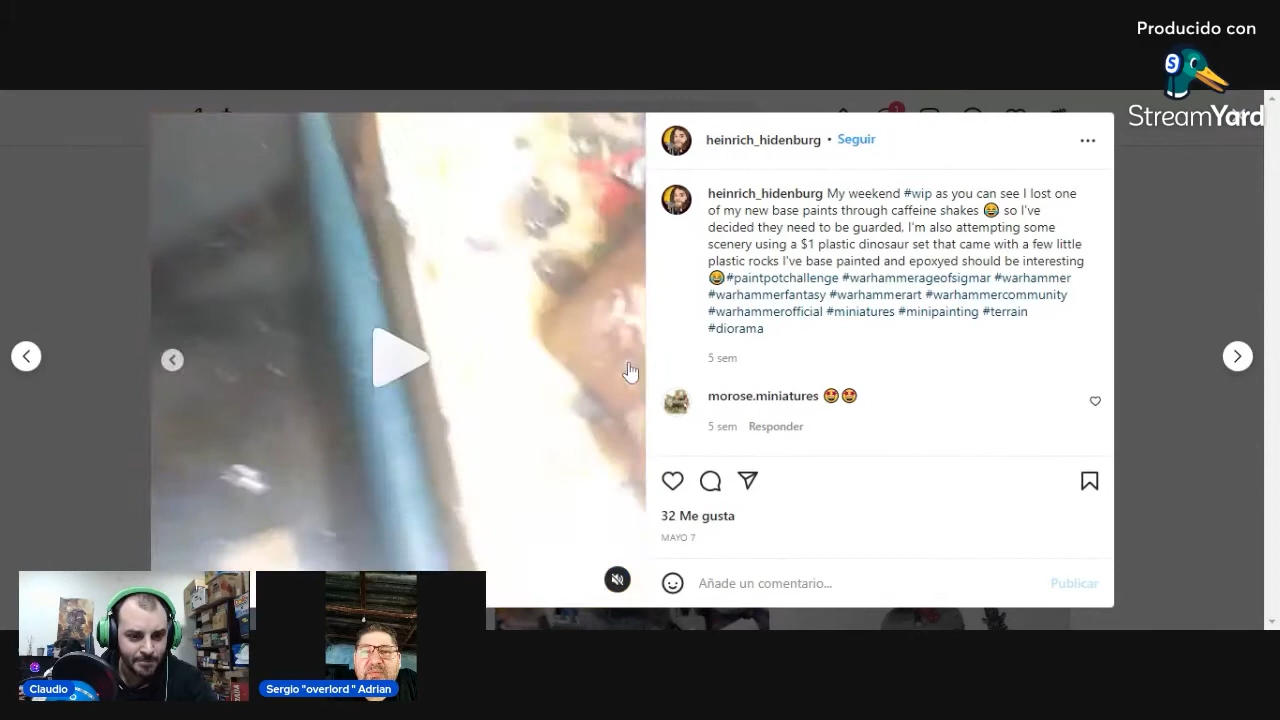 Producido con
StreamYard
1
heinrich_hidenburg • Seguir
heinrich_hidenburg My weekend #wip as you can see I lost one
of my new base paints through caffeine shakes 😂 so I've
decided they need to be guarded. I'm also attempting some
scenery using a $1 plastic dinosaur set that came with a few little
plastic rocks I've base painted and epoxyed should be interesting
😂#paintpotchallenge #warhammerageofsigmar #warhammer
#warhammerfantasy #warhammerart #warhammercommunity
#warhammerofficial #miniatures #minipainting #terrain
#diorama
5 sem
morose.miniatures 🤩🤩
5 sem Responder
32 Me gusta
MAYO 7
Añade un comentario...
Publicar
Claudio
Sergio "overlord " Adrian